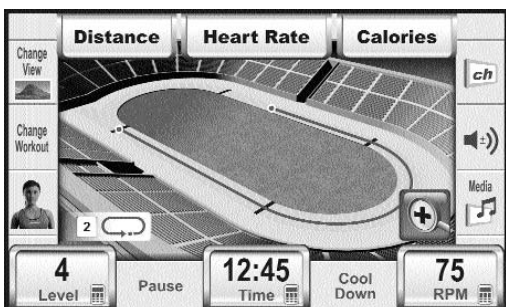 Distance Heart Rate Calories
Change
View
ch
Change
Workout
±
Media
2
4
Level
Pause
12:45
Time
Cool
Down
75
RPM